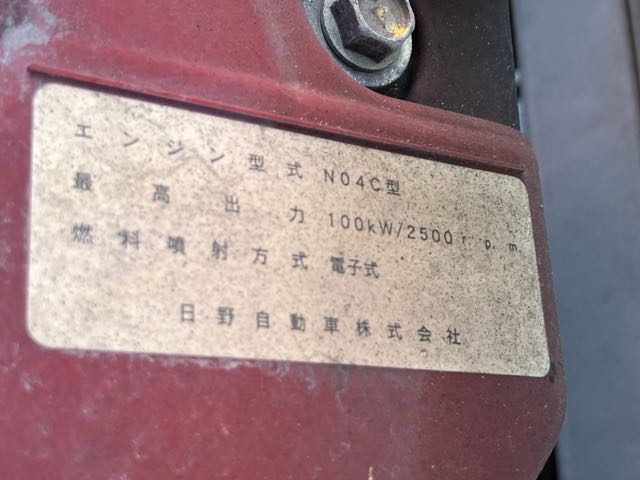 エンジン型式 N04C型
最高出力 100kW/2500r.p.m
燃料噴射方式 電子式
日野自動車株式会社